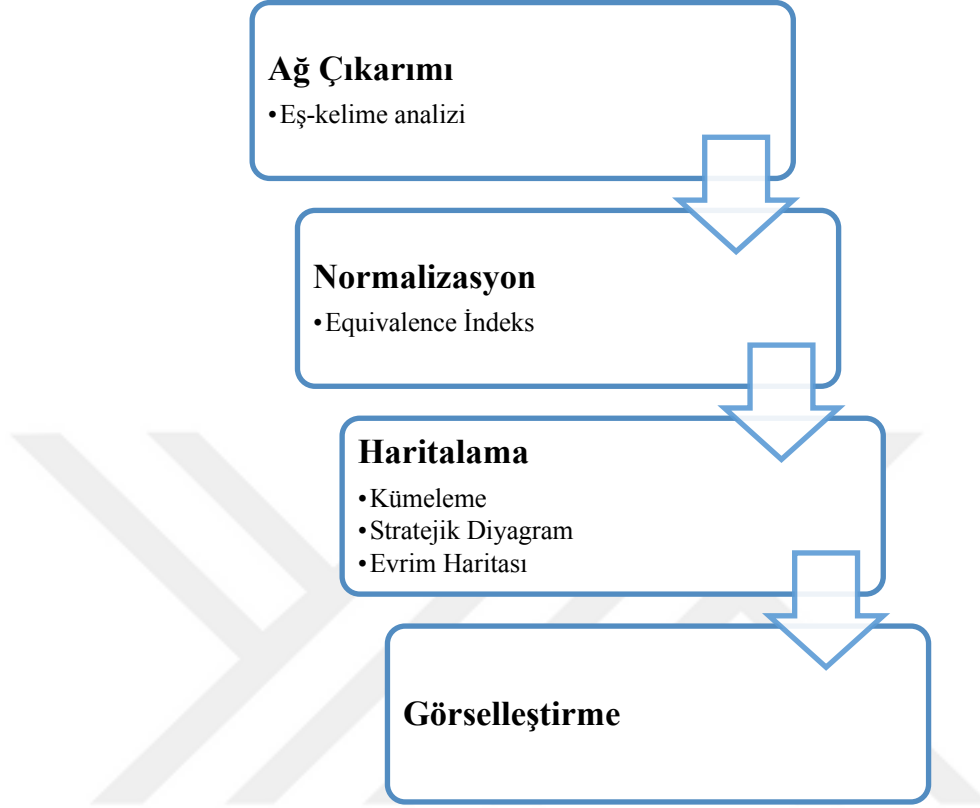 Ağ Çıkarımı
•Eş-kelime analizi
Normalizasyon
•Equivalence İndeks
Haritalama
•Kümeleme
•Stratejik Diyagram
•Evrim Haritası
Görselleştirme